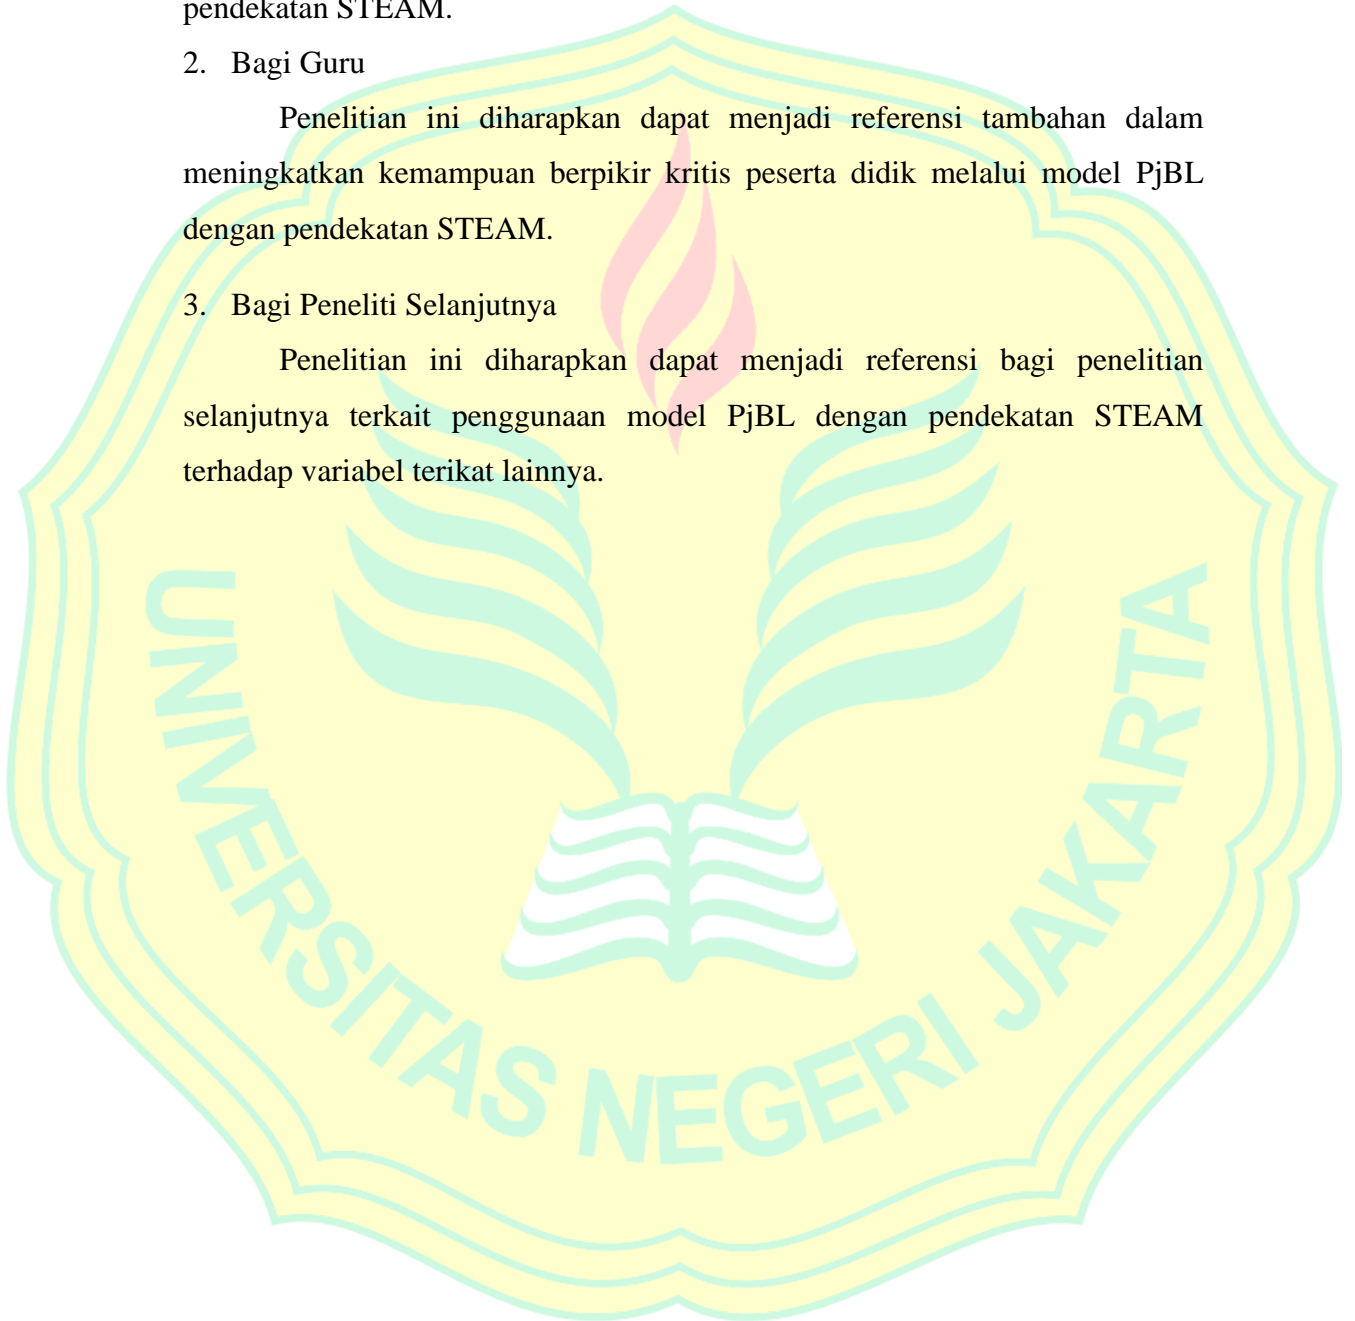 pendekatan STEAM.
2. Bagi Guru
Penelitian ini diharapkan dapat menjadi referensi tambahan dalam
meningkatkan kemampuan berpikir kritis peserta didik melalui model PjBL
dengan pendekatan STEAM.
3. Bagi Peneliti Selanjutnya
Penelitian ini diharapkan dapat menjadi referensi bagi penelitian
selanjutnya terkait penggunaan model PjBL dengan pendekatan STEAM
terhadap variabel terikat lainnya.
UNIVERSITAS NEGERI JAKARTA